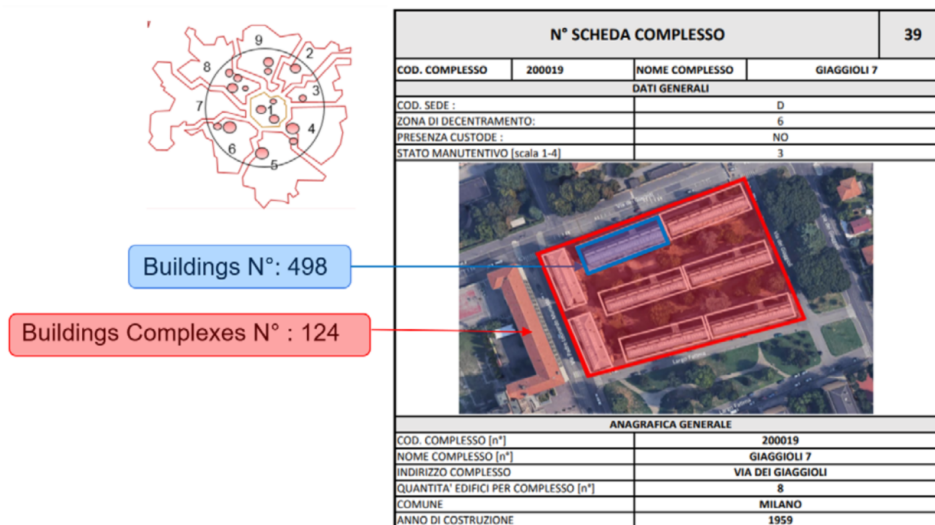 9
2
8
3
7
1
4
6
5
Buildings N°: 498
Buildings Complexes N° : 124
N° SCHEDA COMPLESSO 39
COD. COMPLESSO 200019 NOME COMPLESSO GIAGGIOLI 7
DATI GENERALI
COD. SEDE : D
ZONA DI DECENTRAMENTO: 6
PRESENZA CUSTODE : NO
STATO MANUTENTIVO [scala 1-4] 3
Largo Fatima
ANAGRAFICA GENERALE
COD. COMPLESSO [n°] 200019
NOME COMPLESSO [n°] GIAGGIOLI 7
INDIRIZZO COMPLESSO VIA DEI GIAGGIOLI
QUANTITA' EDIFICI PER COMPLESSO [n°] 8
COMUNE MILANO
ANNO DI COSTRUZIONE 1959